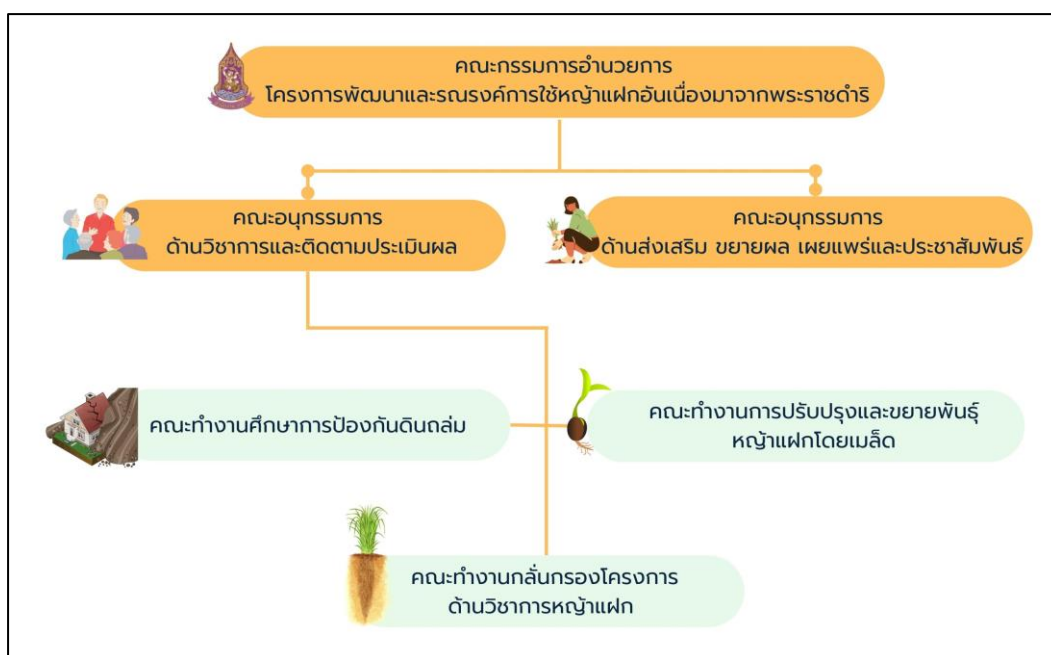 คณะกรรมการอำนวยการ
โครงการพัฒนาและรณรงค์การใช้หญ้าแฝกอันเนื่องมาจากพระราชดำริ
คณะอนุกรรมการ
ด้านวิชาการและติดตามประเมินผล
คณะอนุกรรมการ
ด้านส่งเสริม ขยายผล เผยแพร่และประชาสัมพันธ์
คณะทำงานศึกษาการป้องกันดินถล่ม
คณะทำงานการปรับปรุงและขยายพันธุ์
หญ้าแฝกโดยเมล็ด
คณะทำงานกลั่นกรองโครงการ
ด้านวิชาการหญ้าแฝก